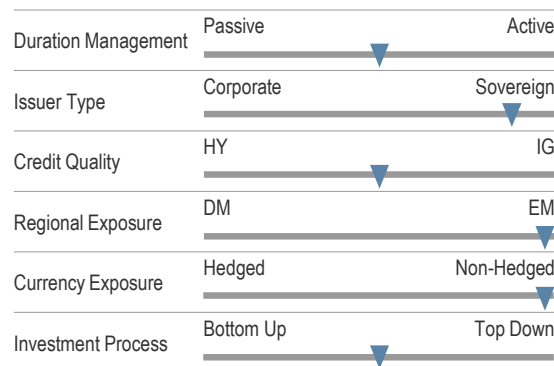 Duration Management Passive Active
Issuer Type Corporate Sovereign
Credit Quality HY IG
Regional Exposure DM EM
Currency Exposure Hedged Non-Hedged
Investment Process Bottom Up Top Down